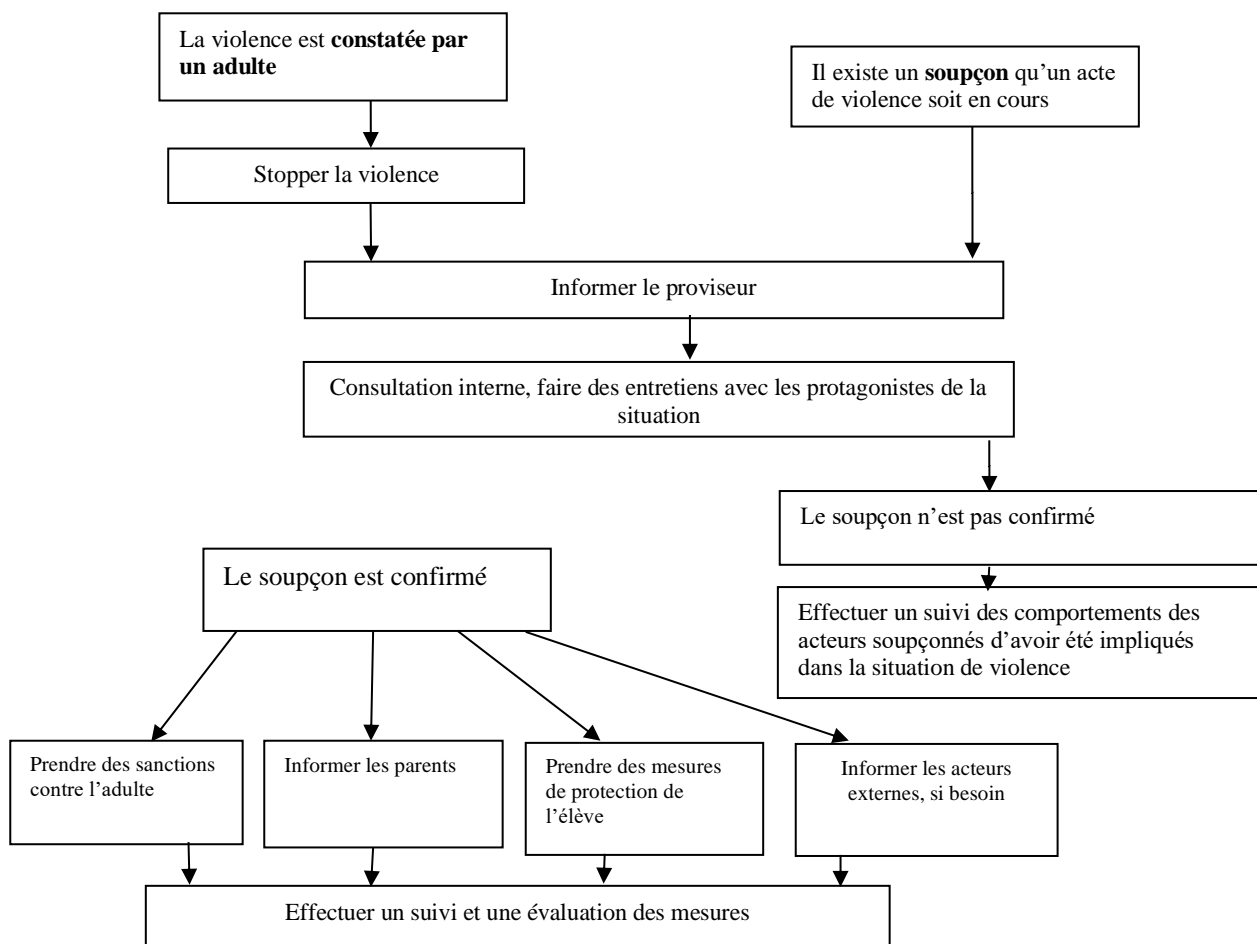 La violence est constatée par
un adulte
Il existe un soupçon qu’un acte
de violence soit en cours
Stopper la violence
Informer le proviseur
Consultation interne, faire des entretiens avec les protagonistes de la
situation
Le soupçon n’est pas confirmé
Le soupçon est confirmé
Effectuer un suivi des comportements des
acteurs soupçonnés d’avoir été impliqués
dans la situation de violence
Prendre des sanctions
contre l’adulte
Informer les parents
Prendre des mesures
de protection de
l’élève
Informer les acteurs
externes, si besoin
Effectuer un suivi et une évaluation des mesures